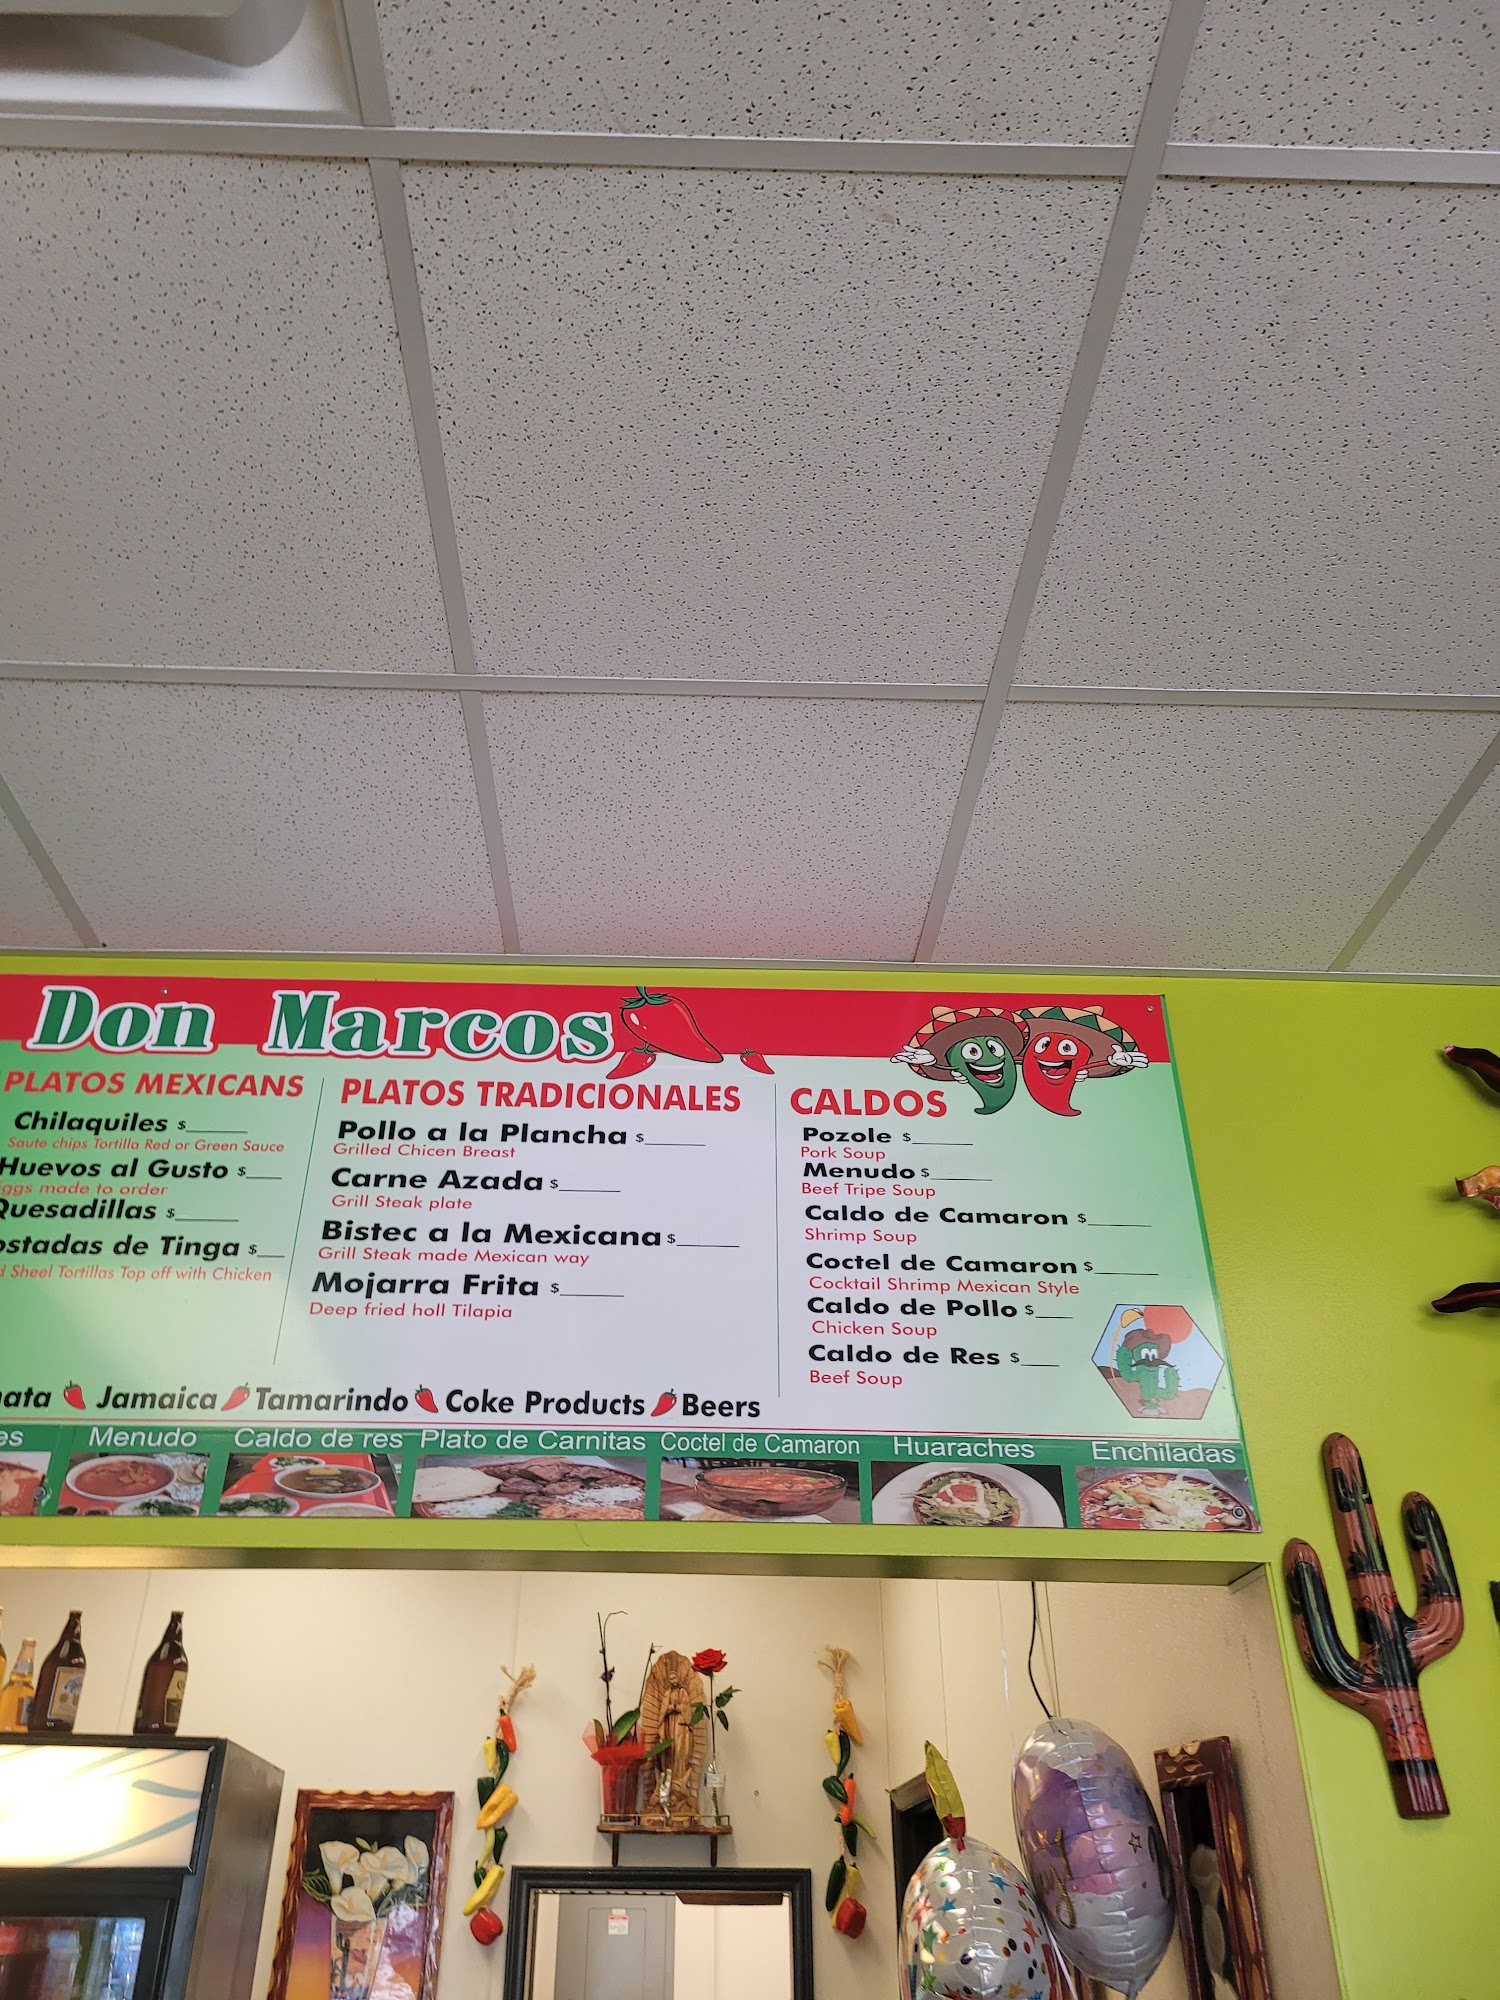 Don Marcos
PLATOS MEXICANS
Chilaquiles $
Saute chips Tortilla Red or Green Sauce
Huevos al Gusto $
made to order
Quesadillas $
de Tinga $
Sheel Tortillas Top off with Chicken
PLATOS TRADICIONALES
Pollo a la Plancha $
Grilled Chicen Breast
Carne Azada $
Grill Steak plate
Bistec a la Mexicana $
Grill Steak made Mexican way
Mojarra Frita $
Deep fried holl Tilapia
CALDOS
Pozole $
Pork Soup
Menudo $
Beef Tripe Soup
Caldo de Camaron $
Shrimp Soup
Coctel de Camaron $
Cocktail Shrimp Mexican Style
Caldo de Pollo $
Chicken Soup
Caldo de Res $
Beef Soup
M
Jamaica Tamarindo Coke Products Beers
Menudo Caldo de res Plato de Carnitas Coctel de Camaron Huaraches Enchiladas